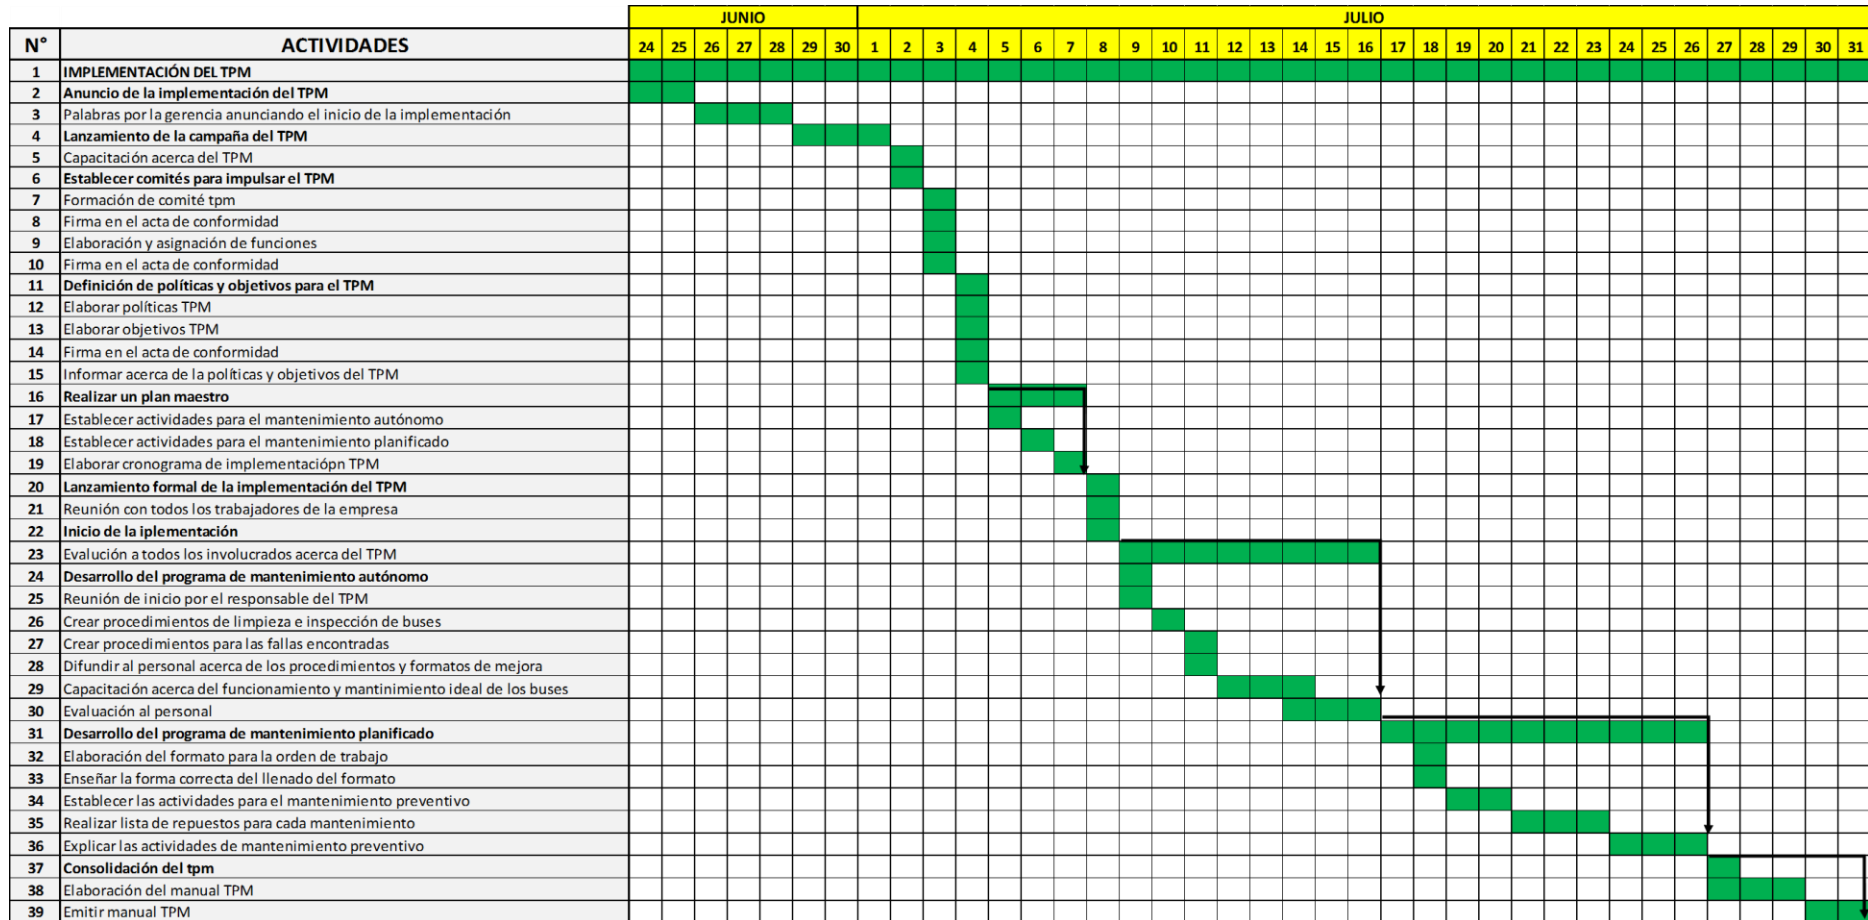 JUNIO JULIO
N° ACTIVIDADES 24 25 26 27 28 29 30 1 2 3 4 5 6 7 8 9 10 11 12 13 14 15 16 17 18 19 20 21 22 23 24 25 26 27 28 29 30 31
1 IMPLEMENTACIÓN DEL TPM
2 Anuncio de la implementación del TPM
3 Palabras por la gerencia anunciando el inicio de la implementación
4 Lanzamiento de la campaña del TPM
5 Capacitación acerca del TPM
6 Establecer comités para impulsar el TPM
7 Formación de comité tpm
8 Firma en el acta de conformidad
9 Elaboración y asignación de funciones
10 Firma en el acta de conformidad
11 Definición de políticas y objetivos para el TPM
12 Elaborar políticas TPM
13 Elaborar objetivos TPM
14 Firma en el acta de conformidad
15 Informar acerca de la políticas y objetivos del TPM
16 Realizar un plan maestro
17 Establecer actividades para el mantenimiento autónomo
18 Establecer actividades para el mantenimiento planificado
19 Elaborar cronograma de implementaciópn TPM
20 Lanzamiento formal de la implementación del TPM
21 Reunión con todos los trabajadores de la empresa
22 Inicio de la iplementación
23 Evalución a todos los involucrados acerca del TPM
24 Desarrollo del programa de mantenimiento autónomo
25 Reunión de inicio por el responsable del TPM
26 Crear procedimientos de limpieza e inspección de buses
27 Crear procedimientos para las fallas encontradas
28 Difundir al personal acerca de los procedimientos y formatos de mejora
29 Capacitación acerca del funcionamiento y mantinimiento ideal de los buses
30 Evaluación al personal
31 Desarrollo del programa de mantenimiento planificado
32 Elaboración del formato para la orden de trabajo
33 Enseñar la forma correcta del llenado del formato
34 Establecer las actividades para el mantenimiento preventivo
35 Realizar lista de repuestos para cada mantenimiento
36 Explicar las actividades de mantenimiento preventivo
37 Consolidación del tpm
38 Elaboración del manual TPM
39 Emitir manual TPM